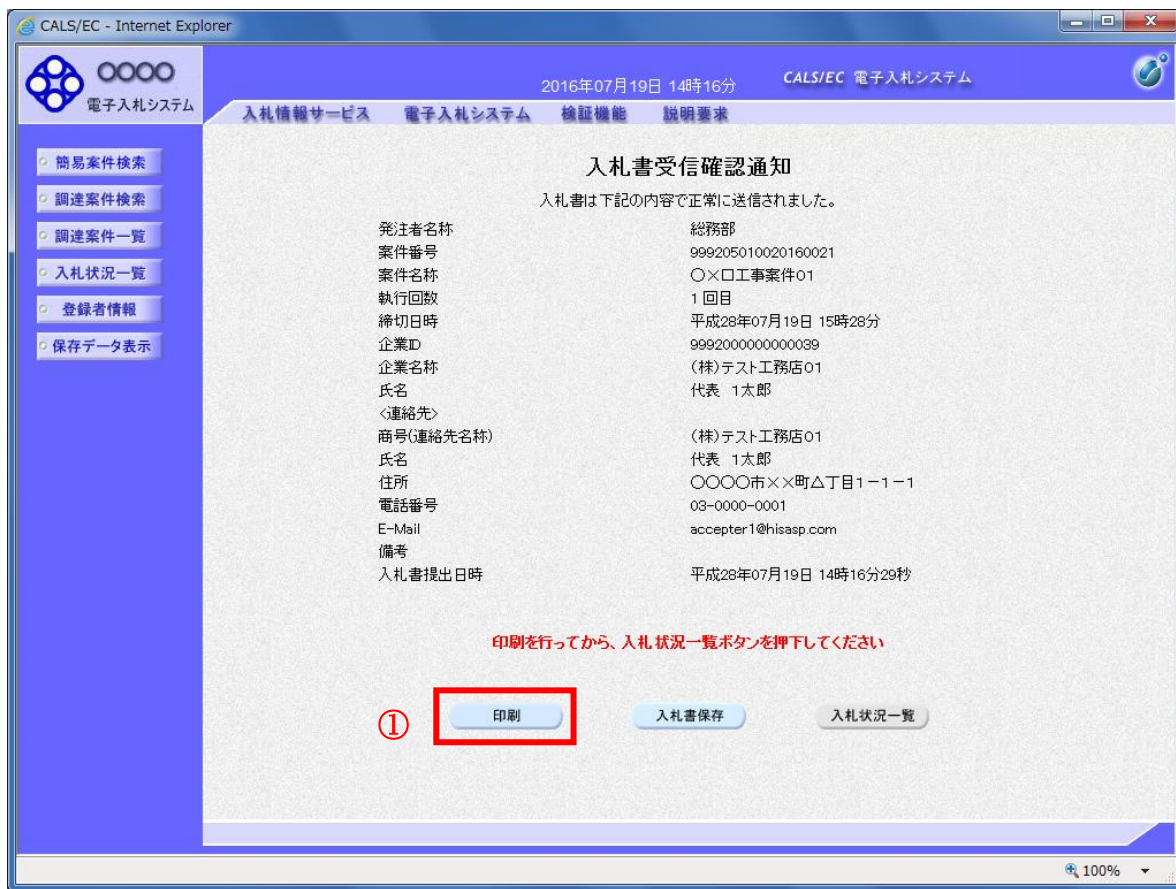 CALS/EC - Internet Explorer
〇〇〇〇
電子入札システム
2016年07月19日 14時16分
CALS/EC 電子入札システム
入札情報サービス 電子入札システム 検証機能 説明要求
簡易案件検索
調達案件検索
調達案件一覧
入札状況一覧
登録者情報
保存データ表示
入札書受信確認通知
入札書は下記の内容で正常に送信されました。
発注者名称 総務部
案件番号 999205010020160021
案件名称 〇×口工事案件01
執行回数 1 回目
締切日時 平成28年07月19日 15時28分
企業ID 9992000000000039
企業名称 (株)テスト工務店01
氏名 代表 1太郎
<連絡先>
商号(連絡先名称) (株)テスト工務店01
氏名 代表 1太郎
住所 〇〇〇〇市××町△丁目1-1-1
電話番号 03-0000-0001
E-Mail accepter1@hisasp.com
備考
入札書提出日時 平成28年07月19日 14時16分29秒
印刷を行ってから、入札状況一覧ボタンを押下してください
① 印刷 入札書保存 入札状況一覧
100%